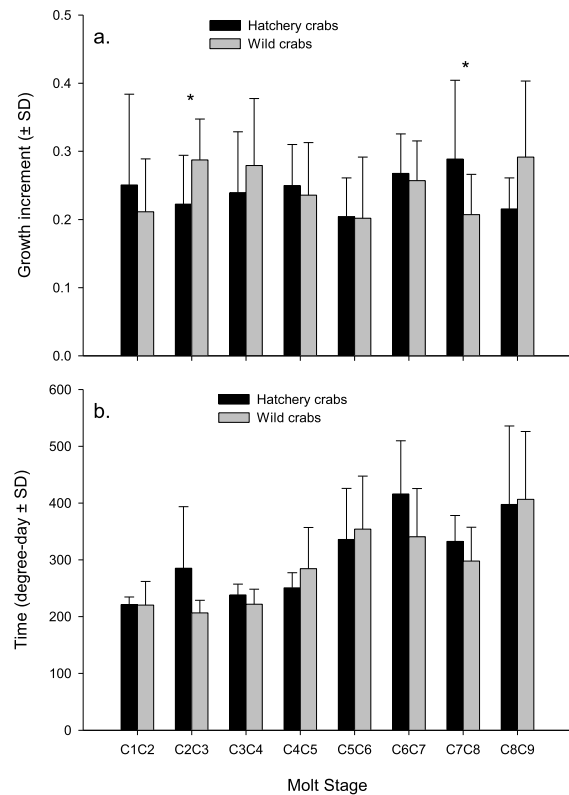 a.
Hatchery crabs
Wild crabs
*
*
Growth increment (± SD)
0.5
0.4
0.3
0.2
0.1
0.0
b.
Hatchery crabs
Wild crabs
Time (degree-day ± SD)
600
500
400
300
200
100
0
C1C2 C2C3 C3C4 C4C5 C5C6 C6C7 C7C8 C8C9
Molt Stage